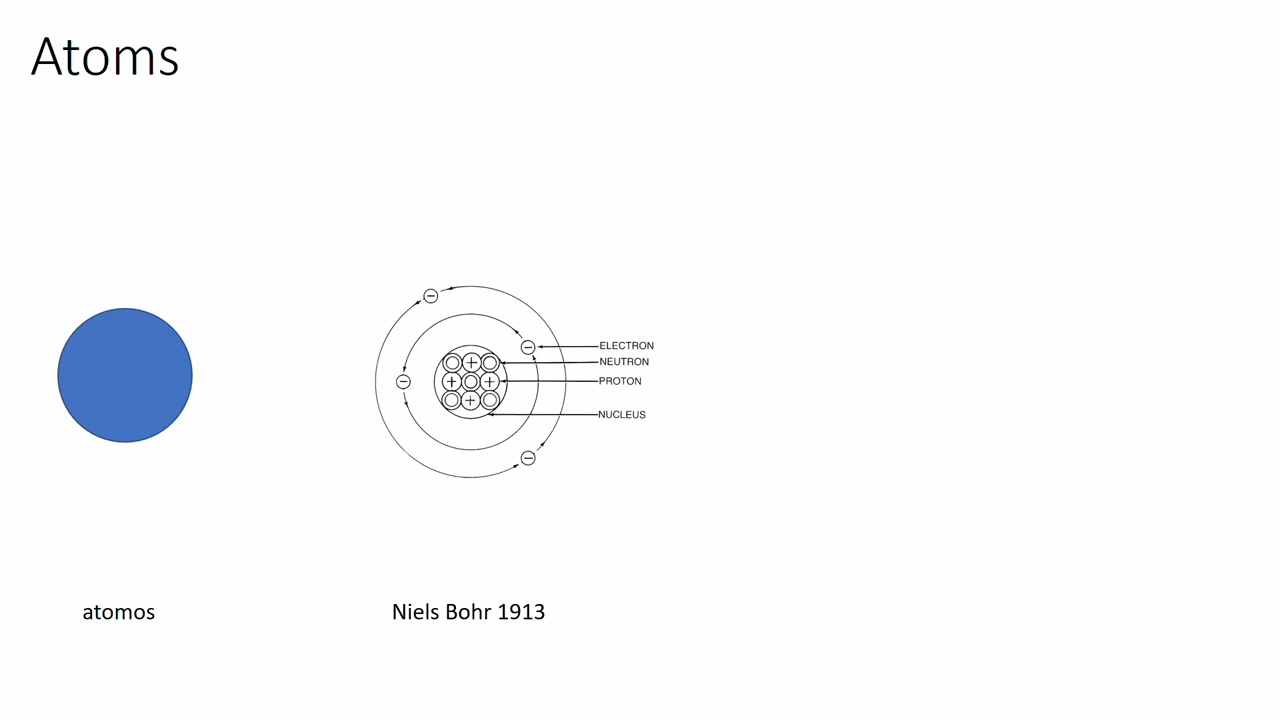 Atoms
ELECTRON
NEUTRON
PROTON
NUCLEUS
atomos
Niels Bohr 1913